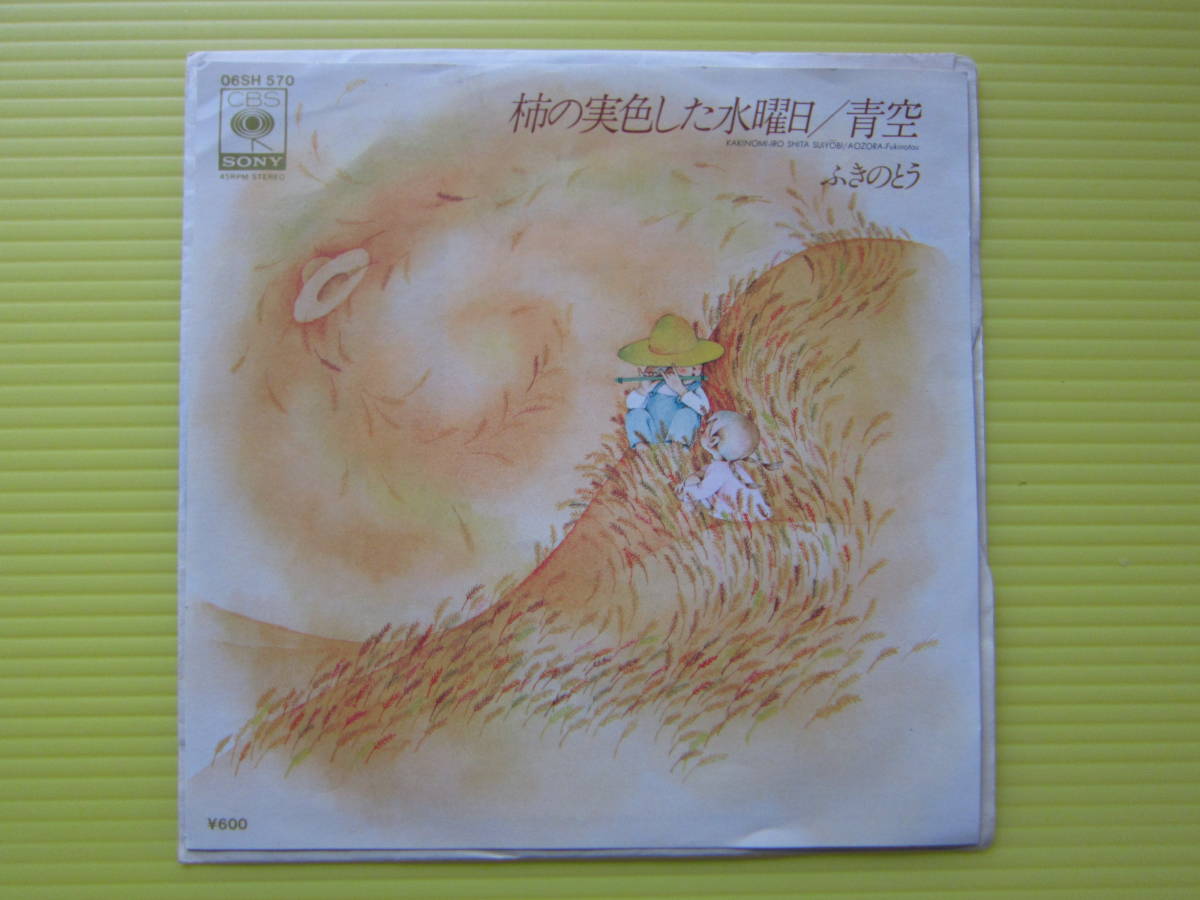 06SH 570
CBS
SONY
45RPM STEREO
柿の実色した水曜日/青空
KAKINOMI-IRO SHITA SUIYŌBI/AOZORA-Fukinotou
ふきのとう
¥600